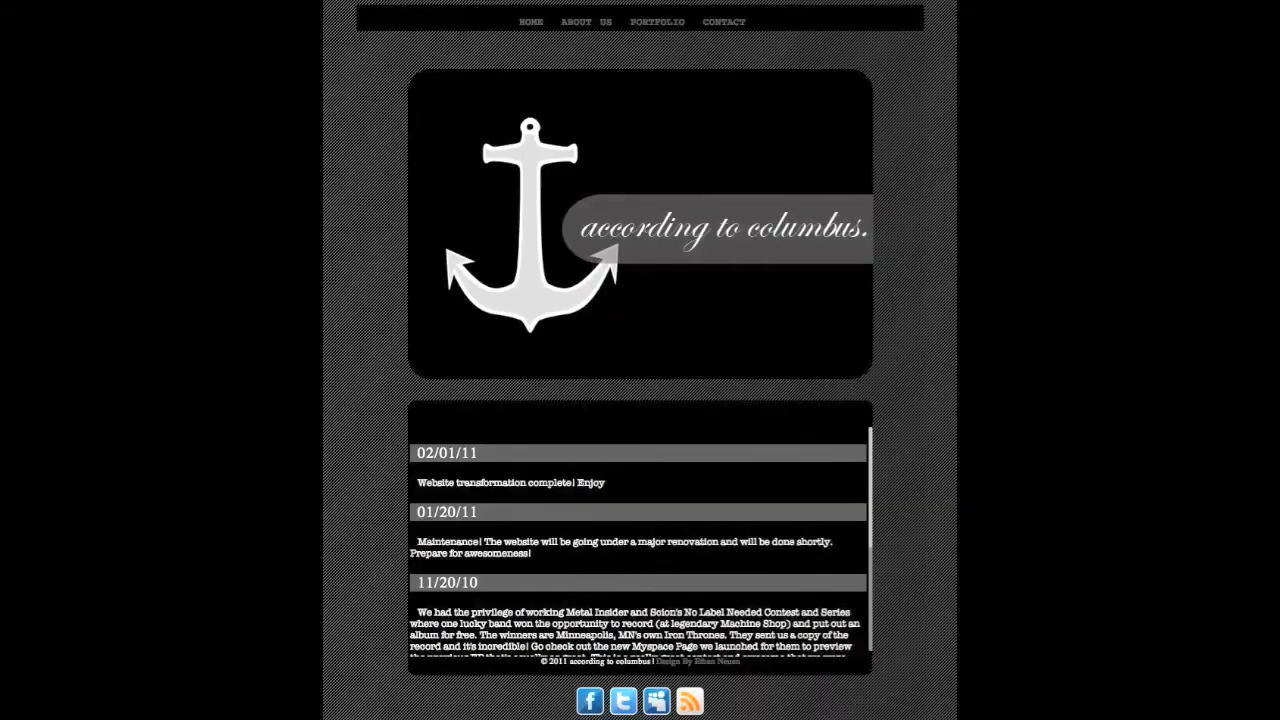 HOME ABOUT US PORTFOLIO CONTACT
according to columbus.
02/01/11
Website transformation complete! Enjoy
01/20/11
Maintenance! The website will be going under a major renovation and will be done shortly.
Prepare for awesomeness!
11/20/10
We had the privilege of working Metal Insider and Scion's No Label Needed Contest and Series
where one lucky band won the opportunity to record (at legendary Machine Shop) and put out an
album for free. The winners are Minneapolis, MN's own Iron Thrones. They sent us a copy of the
record and it's incredible! Go check out the new Myspace Page we launched for them to preview
© 2011 according to columbus | Design By Ethan Neuen